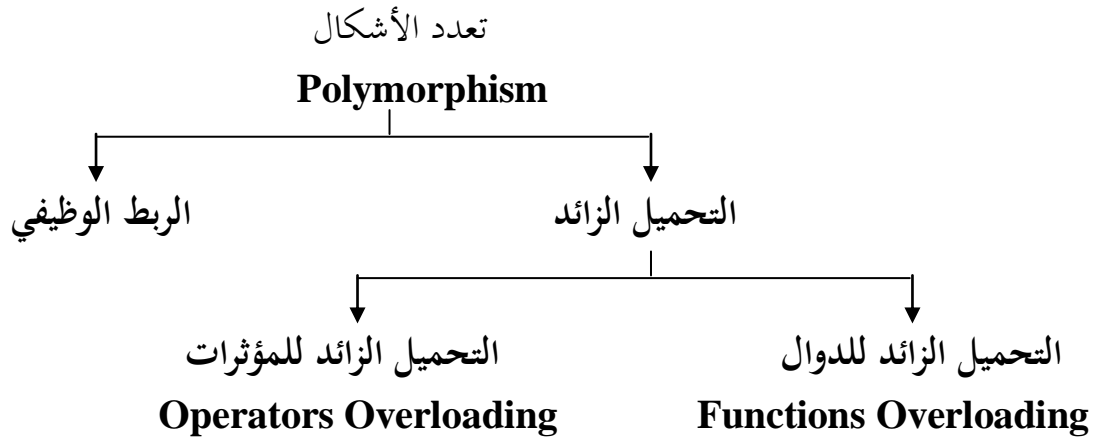 تعدد الأشكال
Polymorphism
التحميل الزائد
الربط الوظيفي
التحميل الزائد للدوال
Functions Overloading
التحميل الزائد للمؤثرات
Operators Overloading